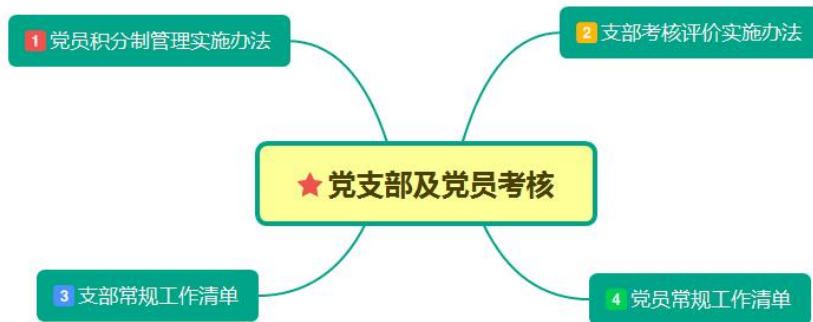 1 党员积分制管理实施办法
2 支部考核评价实施办法
党支部及党员考核
3 支部常规工作清单
4 党员常规工作清单